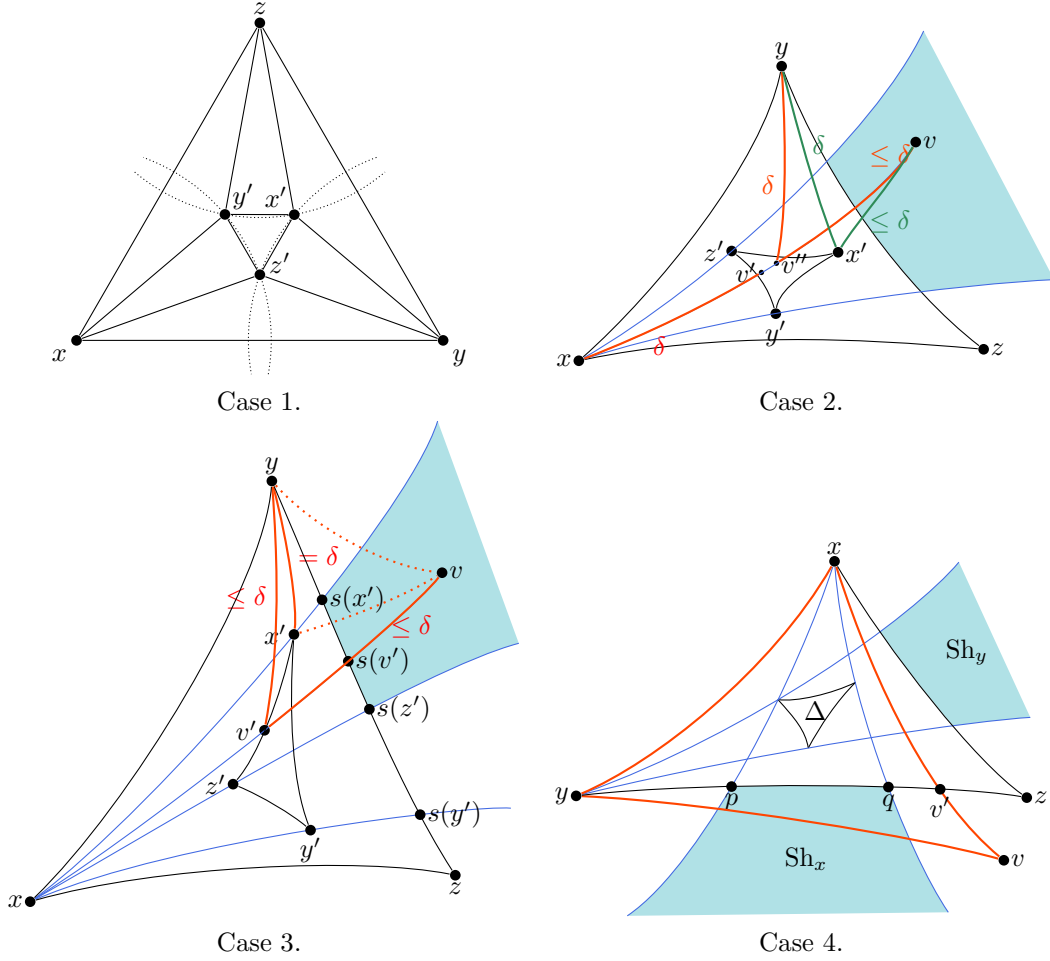 z
y′ x′
z′
x y
Case 1.
y
δ
≤ δ
v
δ
≤ δ
z′
v′ v′′ x′
y′
x
δ
z
Case 2.
y
= δ
≤ δ
v
s(x′)
x′
≤ δ
s(v′)
v′
s(z′)
z′
s(y′)
y′
x
z
Case 3.
x
Sh_y
Δ
y
p q v′ z
Sh_x
v
Case 4.